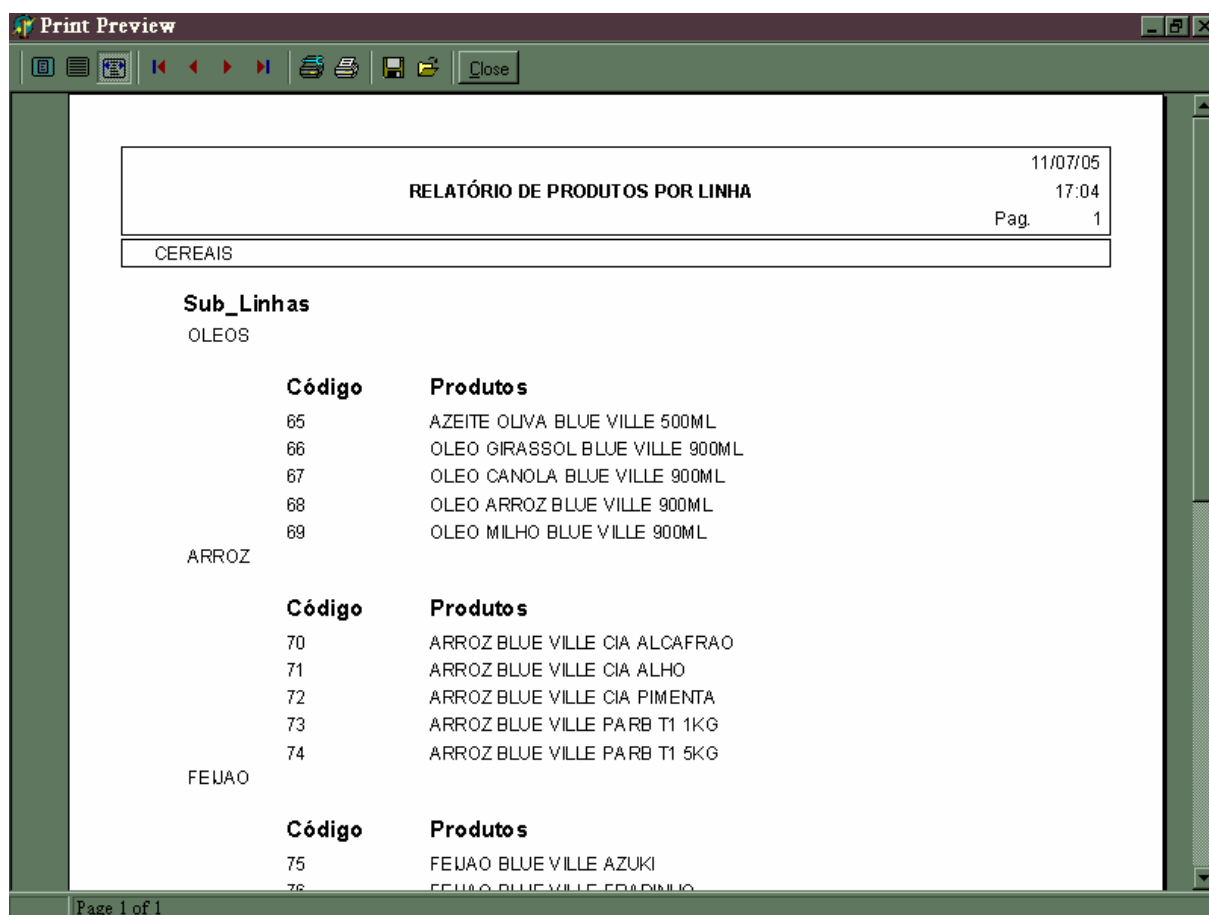 Print Preview
Close
11/07/05
RELATÓRIO DE PRODUTOS POR LINHA 17:04
Pag. 1
CEREAIS
Sub_Linhas
OLEOS
Código Produtos
65 AZEITE OLIVA BLUE VILLE 500ML
66 OLEO GIRASSOL BLUE VILLE 900ML
67 OLEO CANOLA BLUE VILLE 900ML
68 OLEO ARROZ BLUE VILLE 900ML
69 OLEO MILHO BLUE VILLE 900ML
ARROZ
Código Produtos
70 ARROZ BLUE VILLE CIA ALCAFRAO
71 ARROZ BLUE VILLE CIA ALHO
72 ARROZ BLUE VILLE CIA PIMENTA
73 ARROZ BLUE VILLE PARB T1 1KG
74 ARROZ BLUE VILLE PARB T1 5KG
FEIJAO
Código Produtos
75 FEIJAO BLUE VILLE AZUKI
76 FEIJAO BLUE VILLE FRADINHO
Page 1 of 1